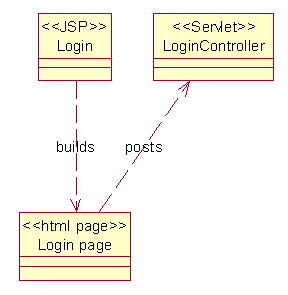 <<JSP>>
Login
<<Servlet>>
LoginController
builds
posts
<<html page>>
Login page